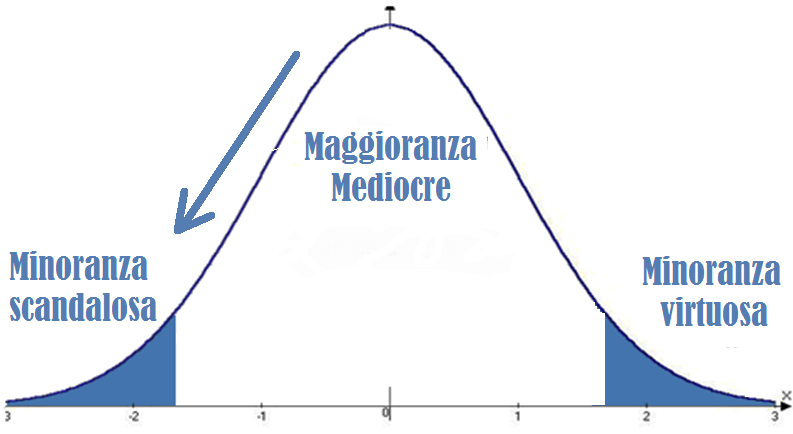 Maggioranza
Mediocre
Minoranza
scandalosa
Minoranza
virtuosa
x
3 -2 -1 0 1 2 3